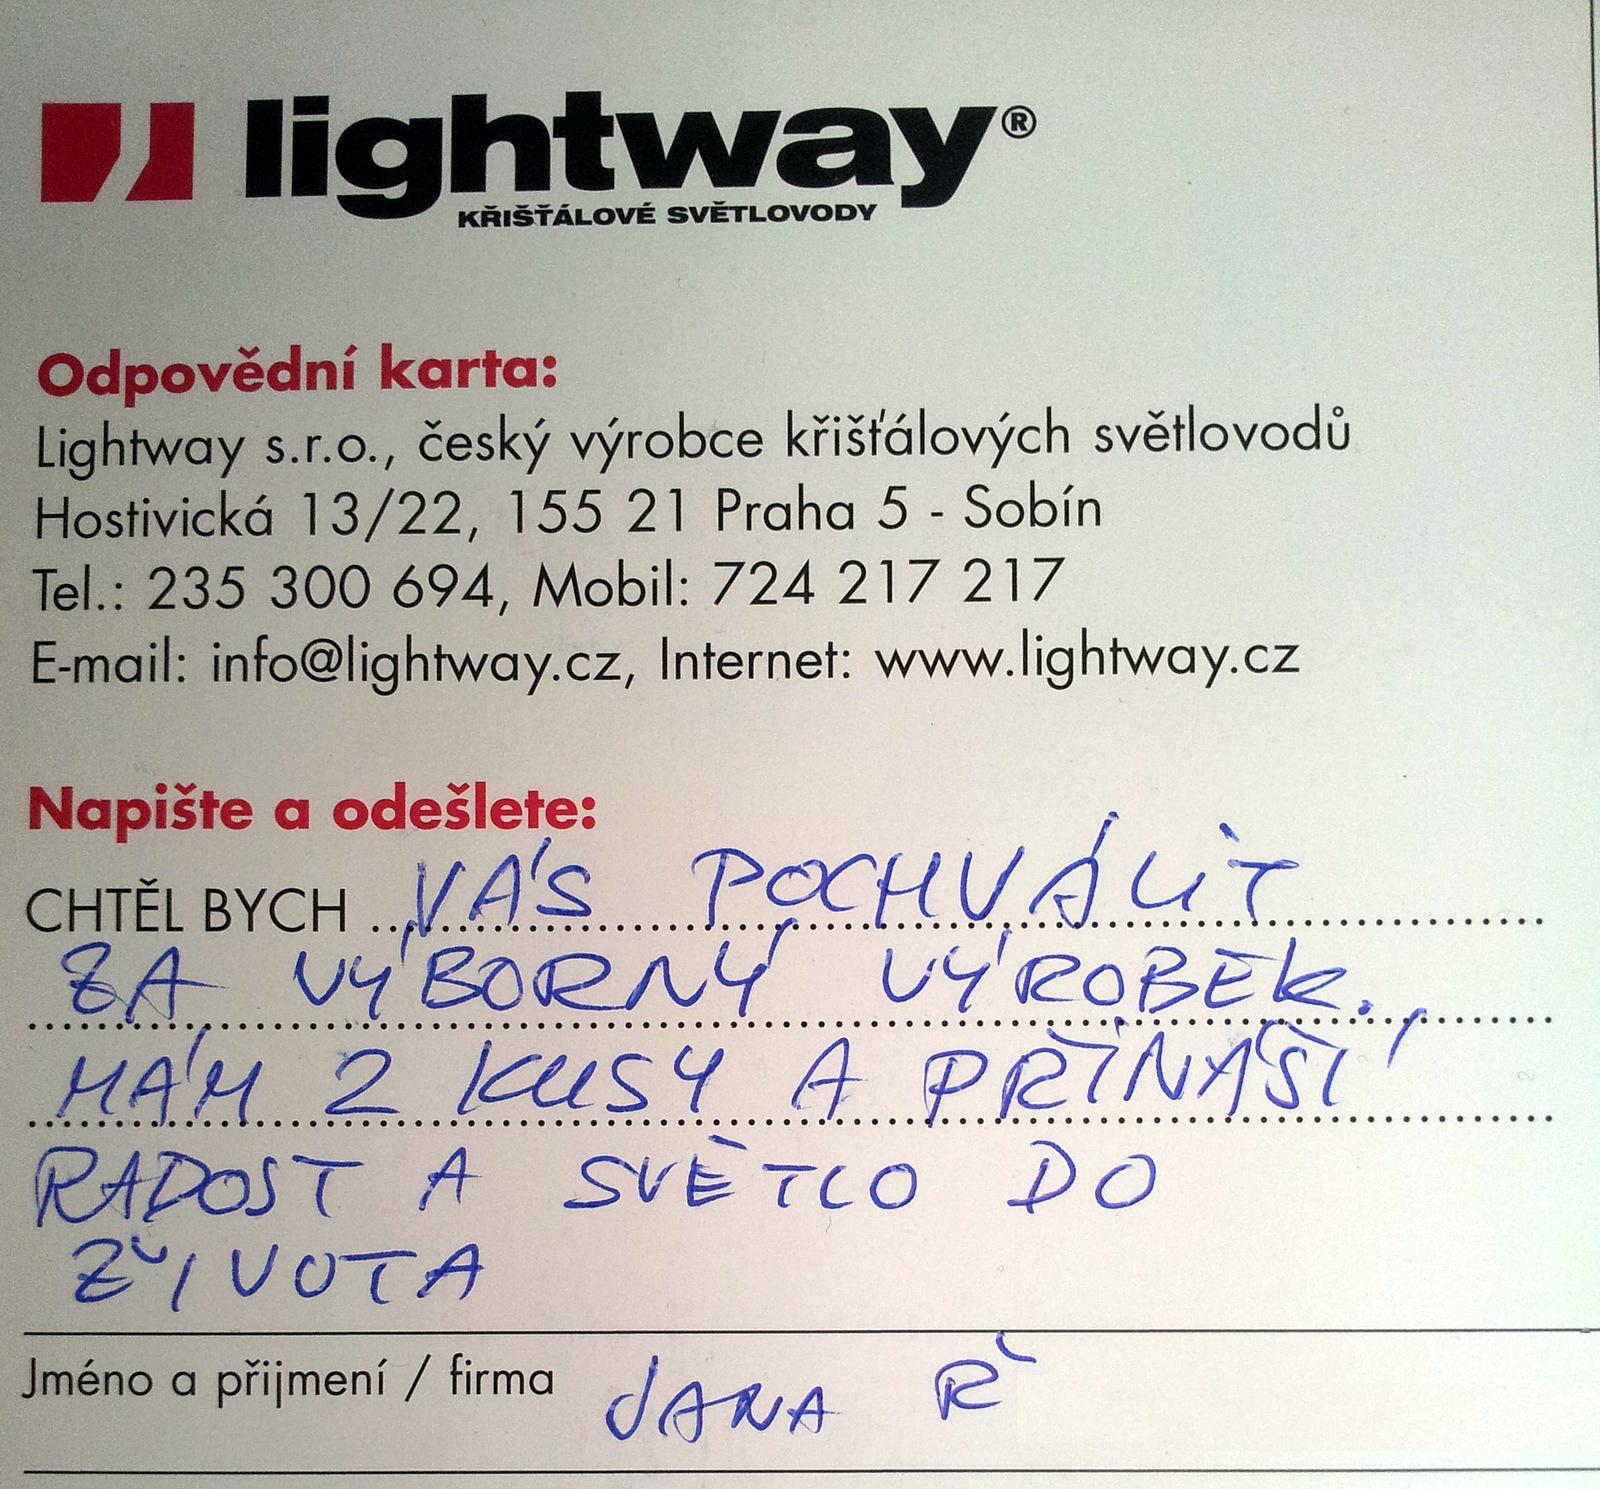 lightway®
KŘIŠŤÁLOVÉ SVĚTLOVODY
Odpovědní karta:
Lightway s.r.o., český výrobce křišťálových světlovodů
Hostivická 13/22, 155 21 Praha 5 - Sobín
Tel.: 235 300 694, Mobil: 724 217 217
E-mail: info@lightway.cz, Internet: www.lightway.cz
Napište a odešlete:
CHTĚL BYCH VÁS POCHVÁLIT
ZA VÝBORNÝ VÝROBEK.
MÁM 2 KUSY A PŘINÁŠÍ
RADOST A SVĚTLO DO
ŽIVOTA
Jméno a přijmení / firma JANA Ř